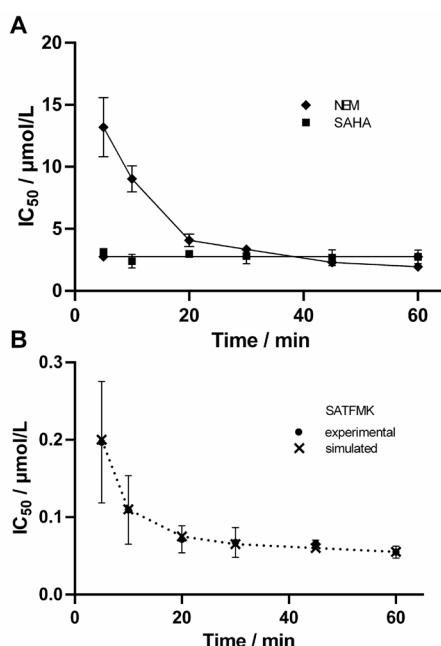 A
IC50 / µmol/L
20
15
10
5
0
NEM
SAHA
0
20
40
60
Time / min
B
IC50 / µmol/L
0.3
0.2
0.1
0.0
SATFMK
experimental
simulated
0
20
40
60
Time / min